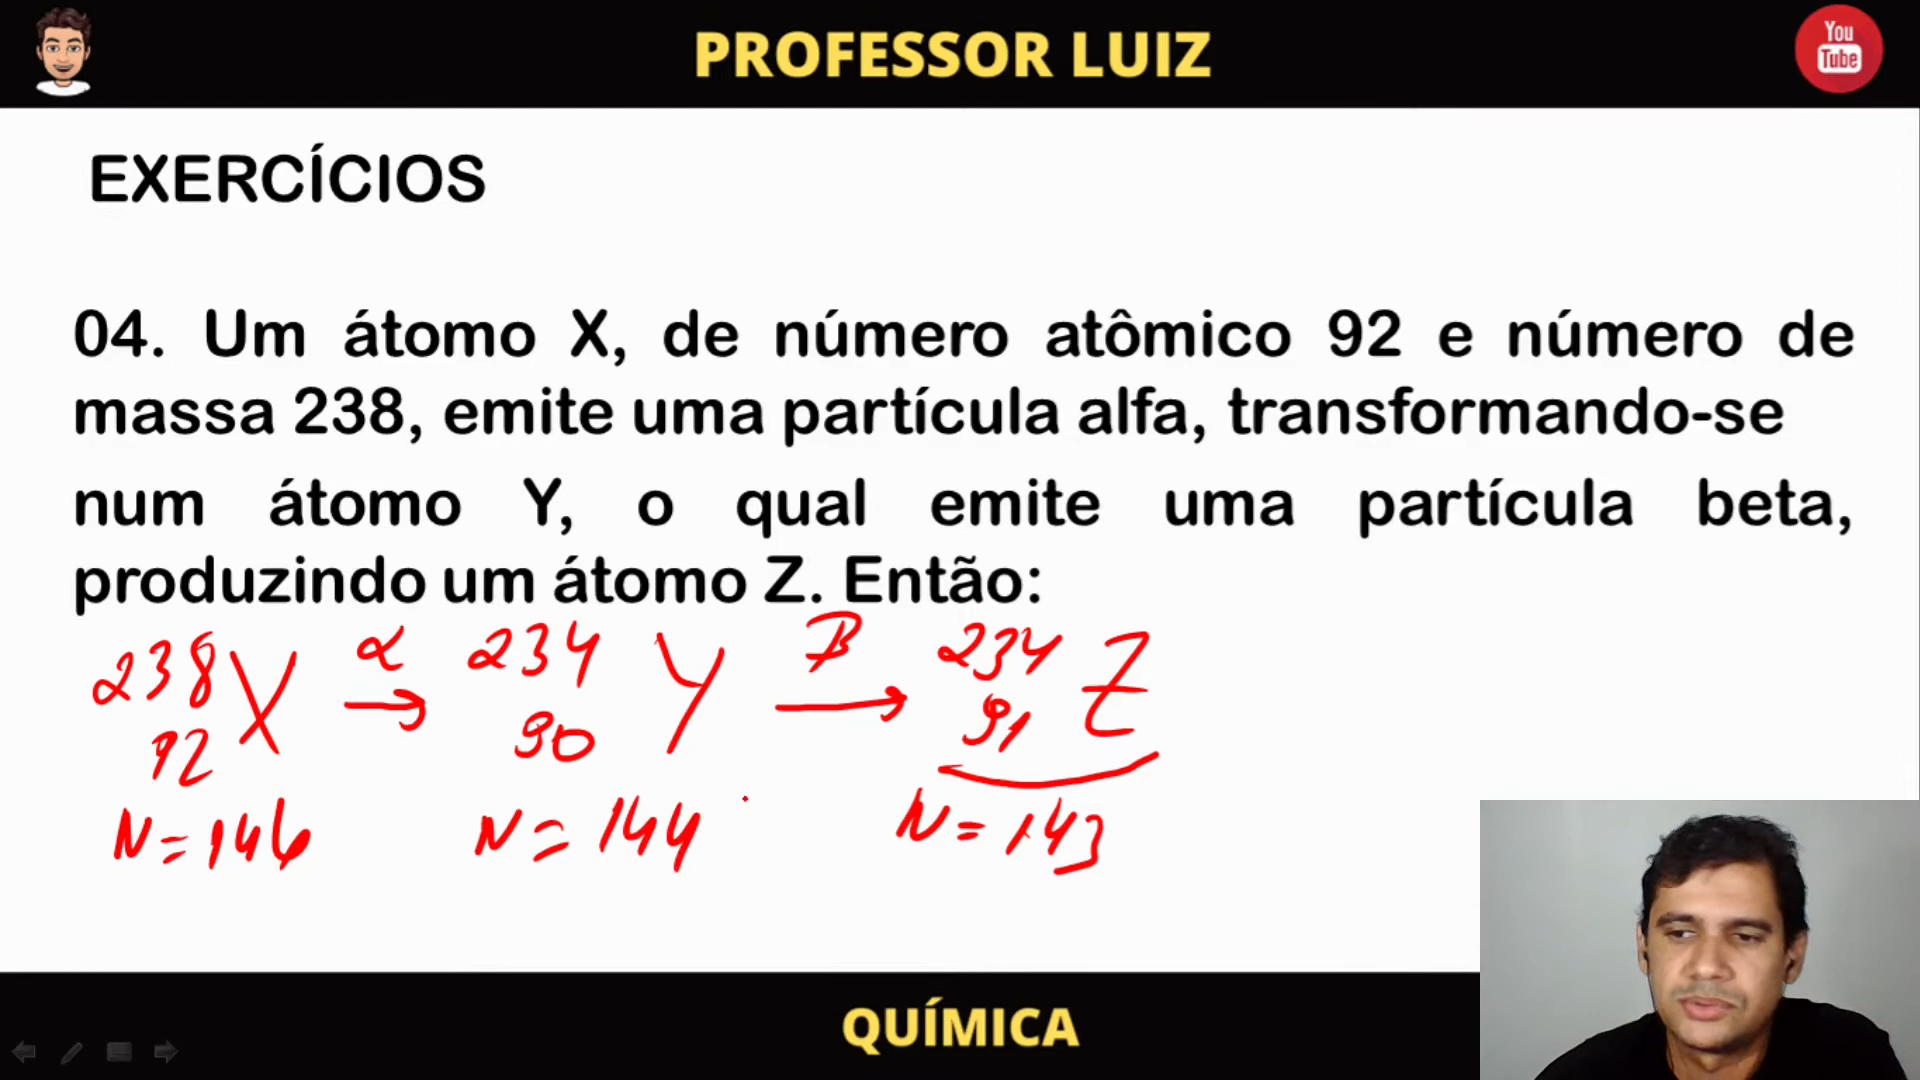 PROFESSOR LUIZ
You
Tube
EXERCÍCIOS
04. Um átomo X, de número atômico 92 e número de
massa 238, emite uma partícula alfa, transformando-se
num átomo Y, o qual emite uma partícula beta,
produzindo um átomo Z. Então:
238 X α → 234 Y β → 234 Z
92 90 91
N=146 N=144 N=143
QUÍMICA